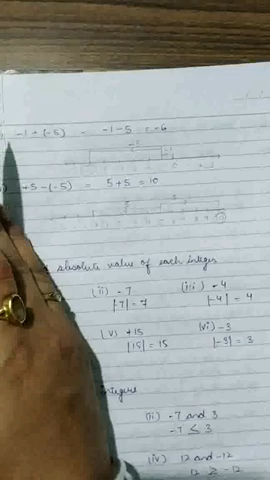 -1 + (-5) = -1-5 = -6
+5 - (-5) = 5+5 = 10
absolute value of each integer
(ii) -7 (iii) -4
|-7| = 7 |-4| = 4
(v) +15 (vi) -3
|15| = 15 |-3| = 3
integers
(ii) -7 and 3
-7 ≤ 3
(iv) 12 and -12
12 ≥ -12